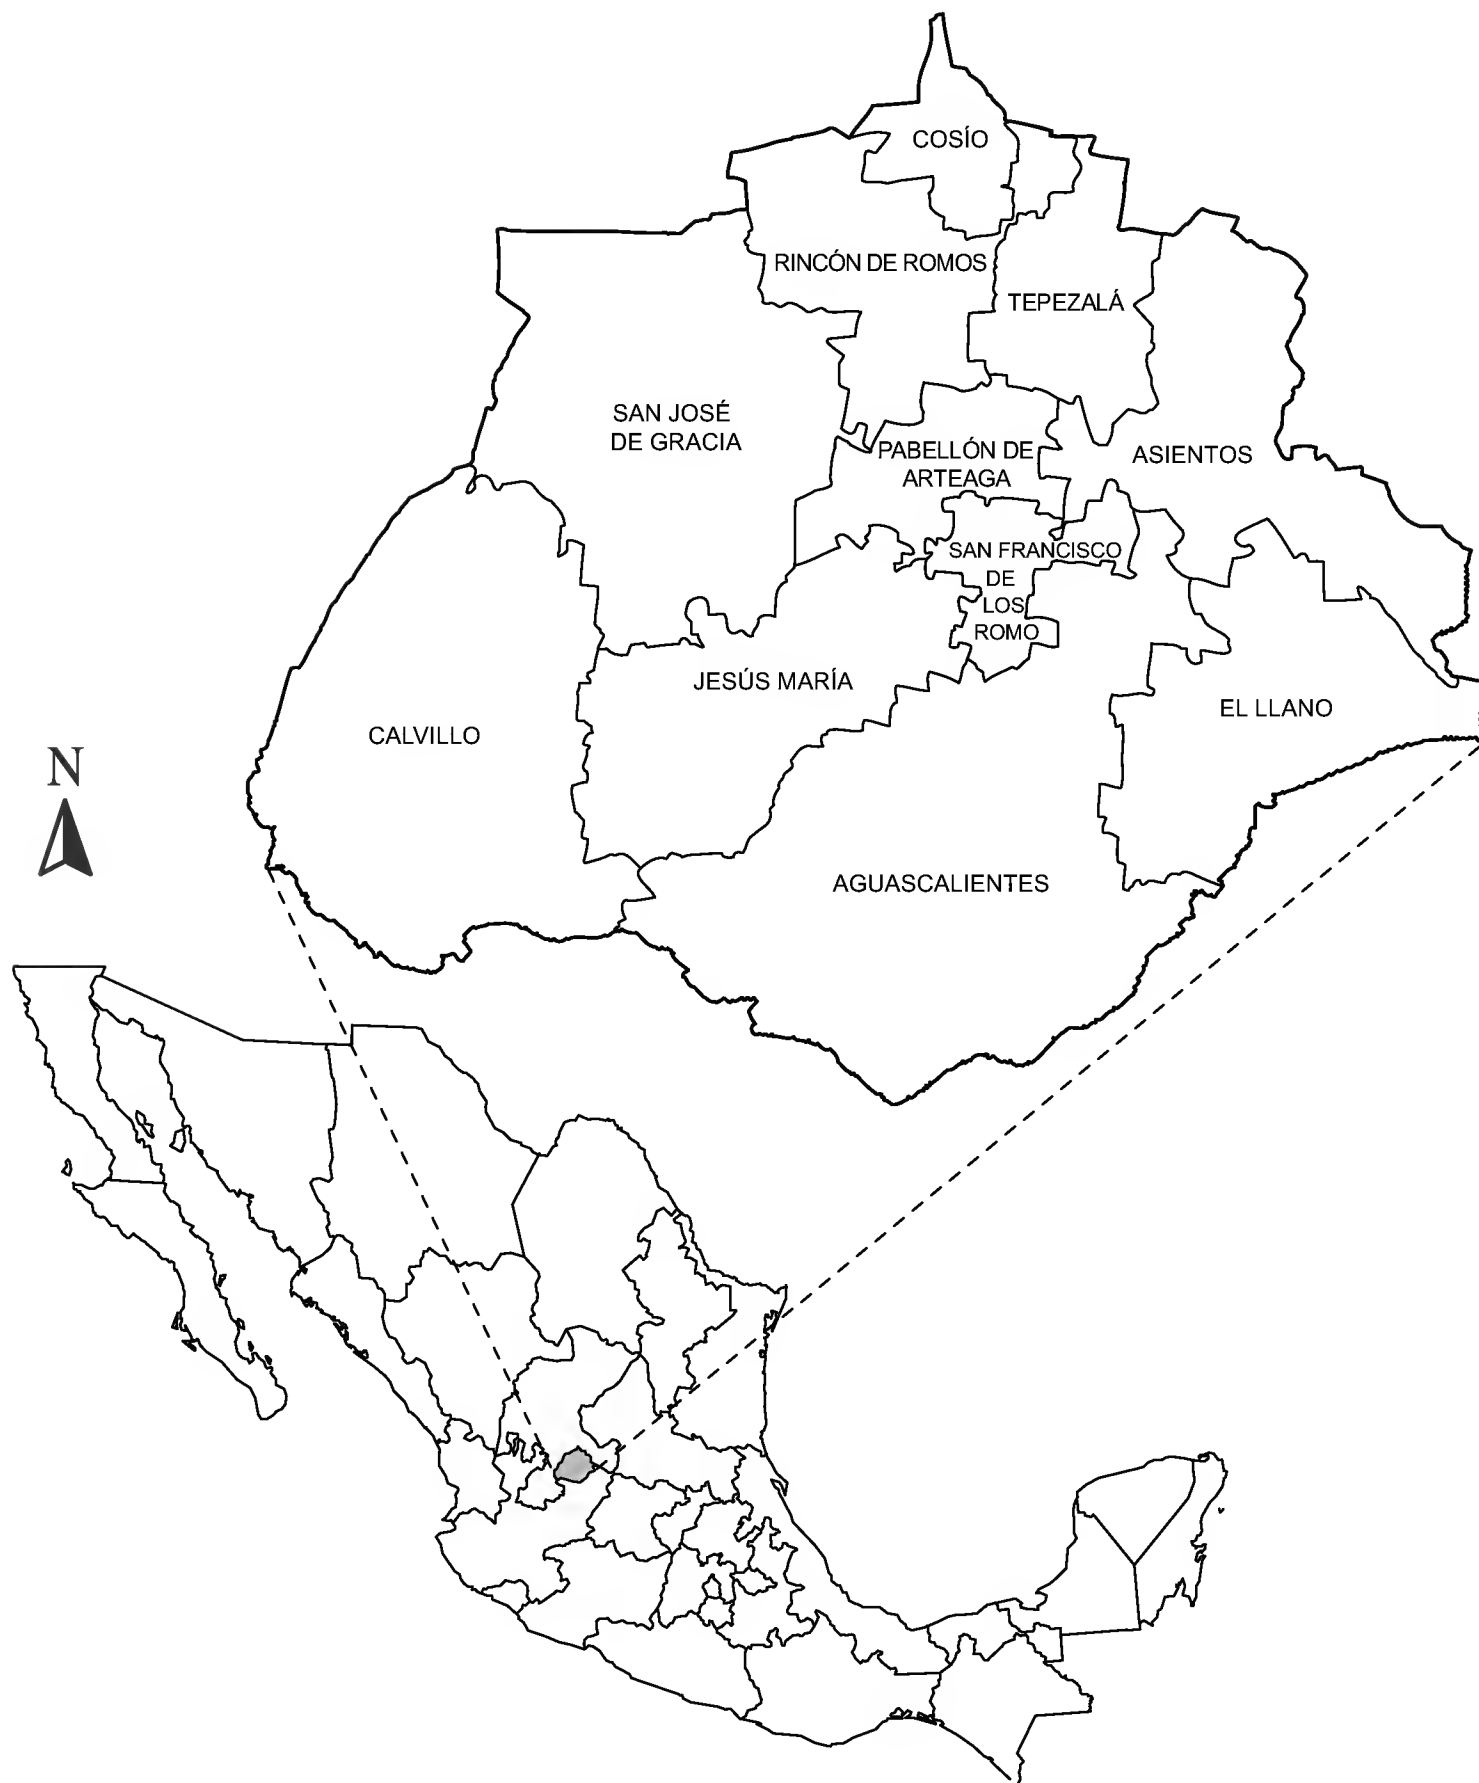 COSÍO
RINCÓN DE ROMOS
TEPEZALÁ
SAN JOSÉ
DE GRACIA
PABELLÓN DE
ARTEAGA
ASIENTOS
SAN FRANCISCO
DE
LOS
ROMO
JESÚS MARÍA
EL LLANO
CALVILLO
N
AGUASCALIENTES